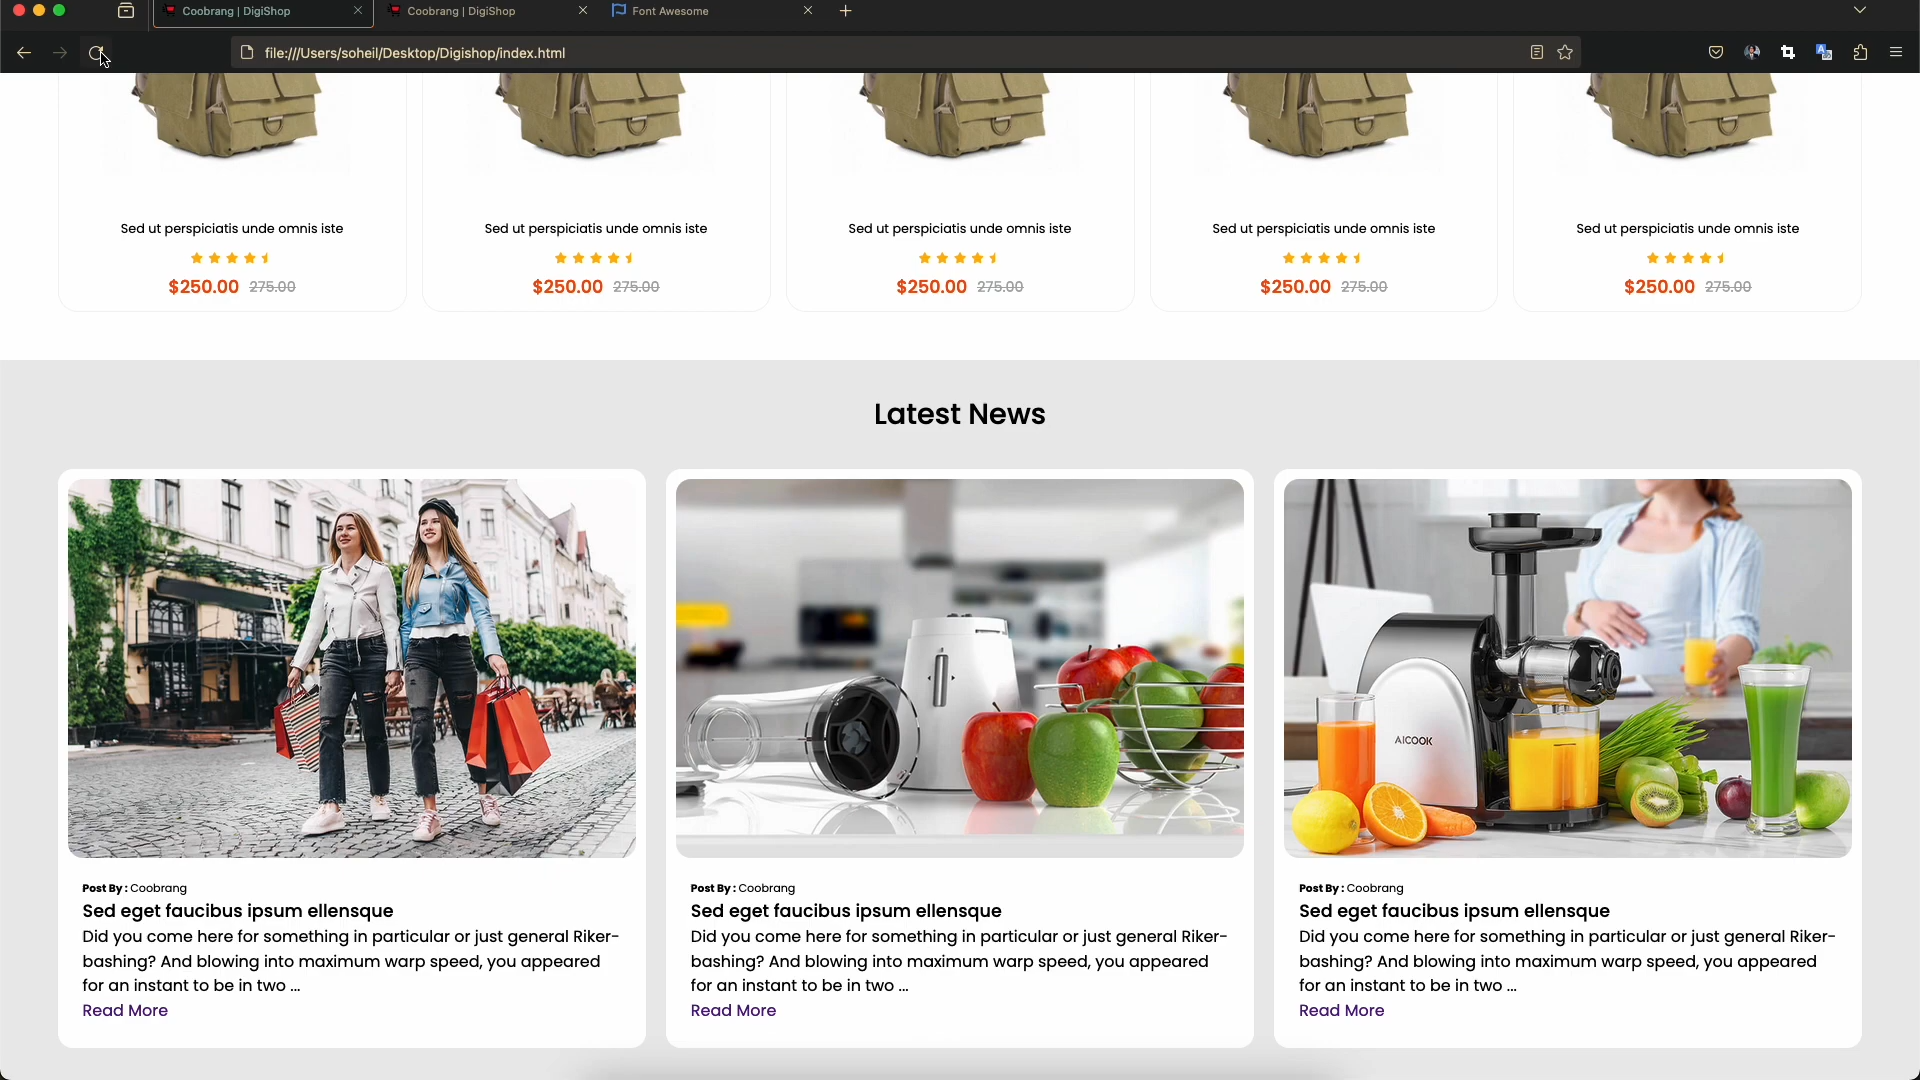 Coobrang | DigiShop
Coobrang | DigiShop
Font Awesome
file:///Users/soheil/Desktop/Digishop/index.html
Sed ut perspiciatis unde omnis iste
Sed ut perspiciatis unde omnis iste
Sed ut perspiciatis unde omnis iste
Sed ut perspiciatis unde omnis iste
Sed ut perspiciatis unde omnis iste
$250.00 275.00
$250.00 275.00
$250.00 275.00
$250.00 275.00
$250.00 275.00
Latest News
AICOOK
Post By : Coobrang
Sed eget faucibus ipsum ellensque
Did you come here for something in particular or just general Riker-
bashing? And blowing into maximum warp speed, you appeared
for an instant to be in two ...
Read More
Post By : Coobrang
Sed eget faucibus ipsum ellensque
Did you come here for something in particular or just general Riker-
bashing? And blowing into maximum warp speed, you appeared
for an instant to be in two ...
Read More
Post By : Coobrang
Sed eget faucibus ipsum ellensque
Did you come here for something in particular or just general Riker-
bashing? And blowing into maximum warp speed, you appeared
for an instant to be in two ...
Read More